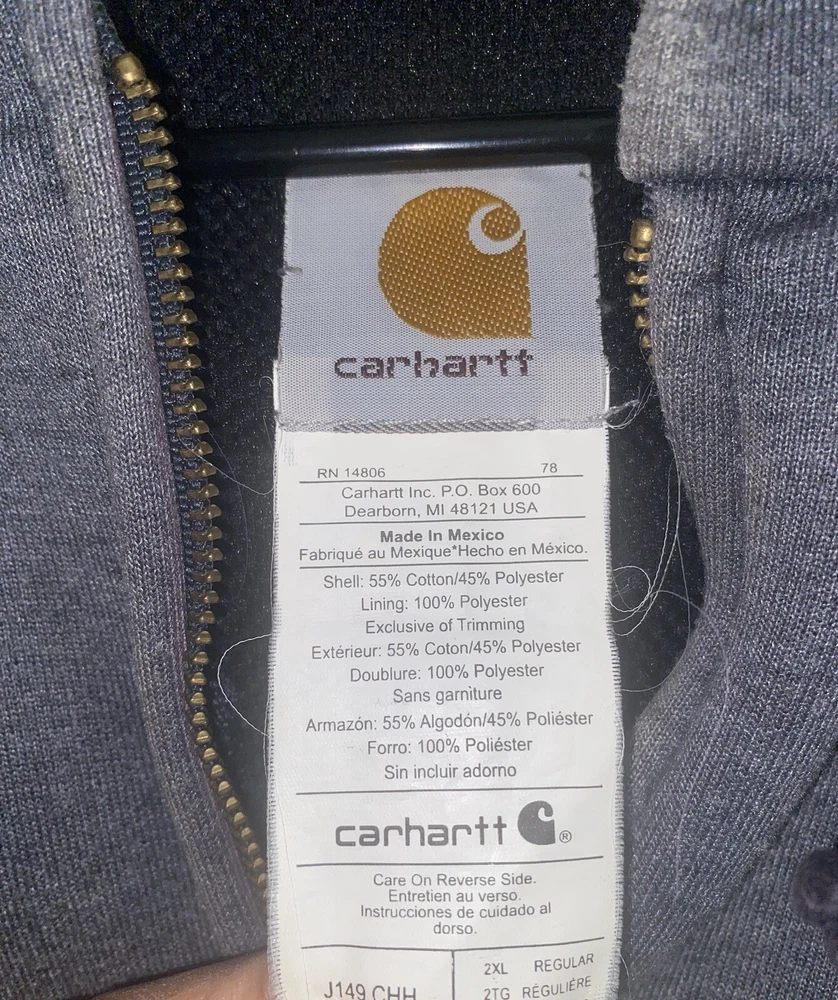 carhartt
RN 14806 78
Carhartt Inc. P.O. Box 600
Dearborn, MI 48121 USA
Made In Mexico
Fabriqué au Mexique*Hecho en México.
Shell: 55% Cotton/45% Polyester
Lining: 100% Polyester
Exclusive of Trimming
Extérieur: 55% Coton/45% Polyester
Doublure: 100% Polyester
Sans garniture
Armazón: 55% Algodón/45% Poliéster
Forro: 100% Poliéster
Sin incluir adorno
carhartt ®
Care On Reverse Side.
Entretien au verso.
Instrucciones de cuidado al
dorso.
J149 CHH
2XL REGULAR
2TG RÉGULIÈRE